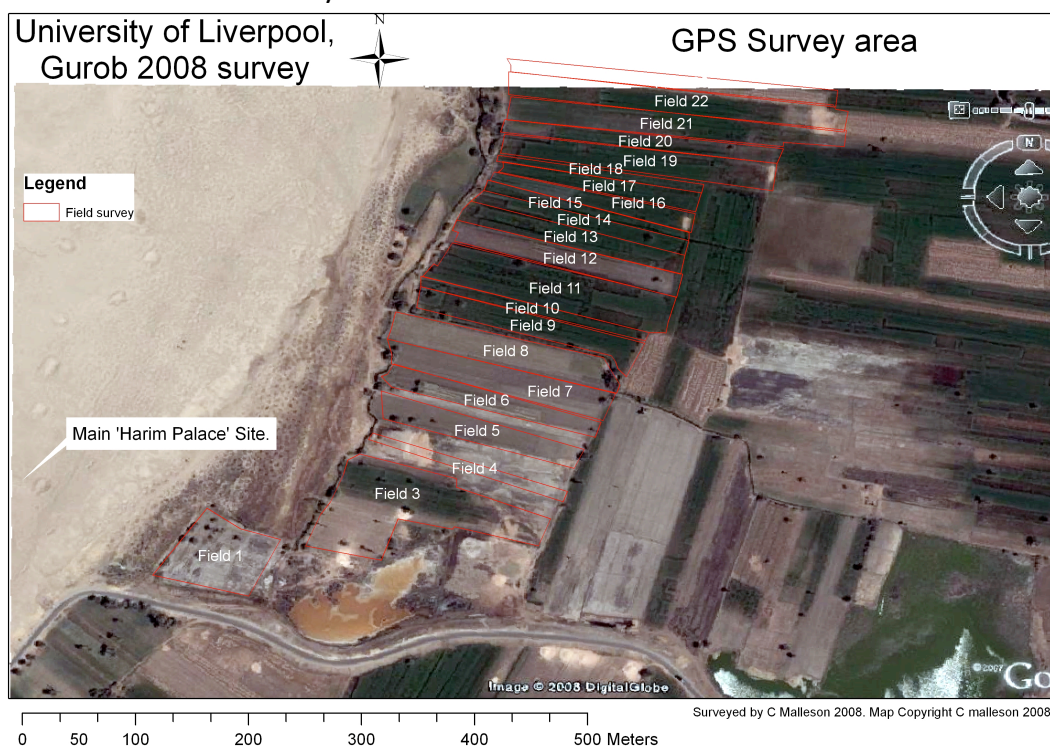 University of Liverpool,
Gurob 2008 survey
N
GPS Survey area
Field 22
Field 21
Field 20
Field 19
Field 18
Field 17
Field 15
Field 16
Field 14
Field 13
Field 12
Field 11
Field 10
Field 9
Field 8
Field 7
Field 6
Field 5
Field 4
Field 3
Field 1
N
Legend
Field survey
Main 'Harim Palace' Site.
©2007
Go
Image © 2008 DigitalGlobe
Surveyed by C Malleson 2008. Map Copyright C malleson 2008
0 50 100 200 300 400 500 Meters